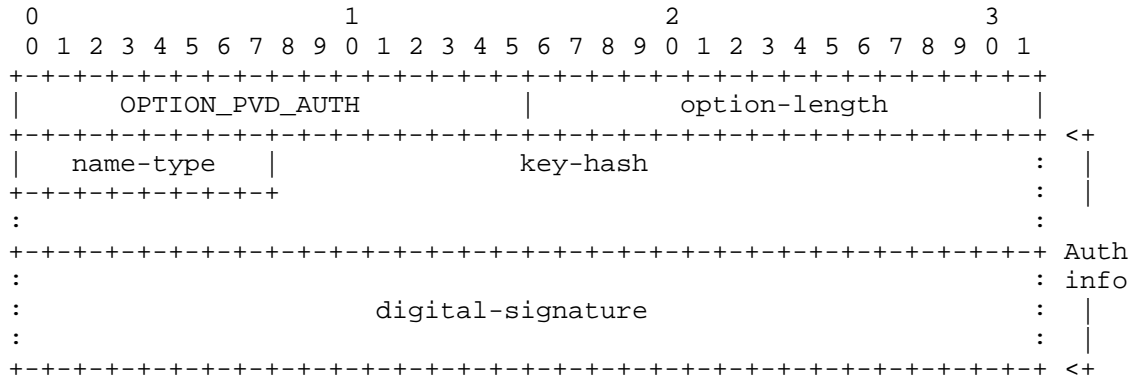 0                   1                   2                   3
 0 1 2 3 4 5 6 7 8 9 0 1 2 3 4 5 6 7 8 9 0 1 2 3 4 5 6 7 8 9 0 1
+-+-+-+-+-+-+-+-+-+-+-+-+-+-+-+-+-+-+-+-+-+-+-+-+-+-+-+-+-+-+-+-+
|      OPTION_PVD_AUTH          |         option-length         |
+-+-+-+-+-+-+-+-+-+-+-+-+-+-+-+-+-+-+-+-+-+-+-+-+-+-+-+-+-+-+-+-+ <+
|   name-type   |               key-hash                        :  |
+-+-+-+-+-+-+-+-+                                               :  |
:                                                               :
+-+-+-+-+-+-+-+-+-+-+-+-+-+-+-+-+-+-+-+-+-+-+-+-+-+-+-+-+-+-+-+-+ Auth
:                                                               : info
:                      digital-signature                        :  |
:                                                               :  |
+-+-+-+-+-+-+-+-+-+-+-+-+-+-+-+-+-+-+-+-+-+-+-+-+-+-+-+-+-+-+-+-+ <+